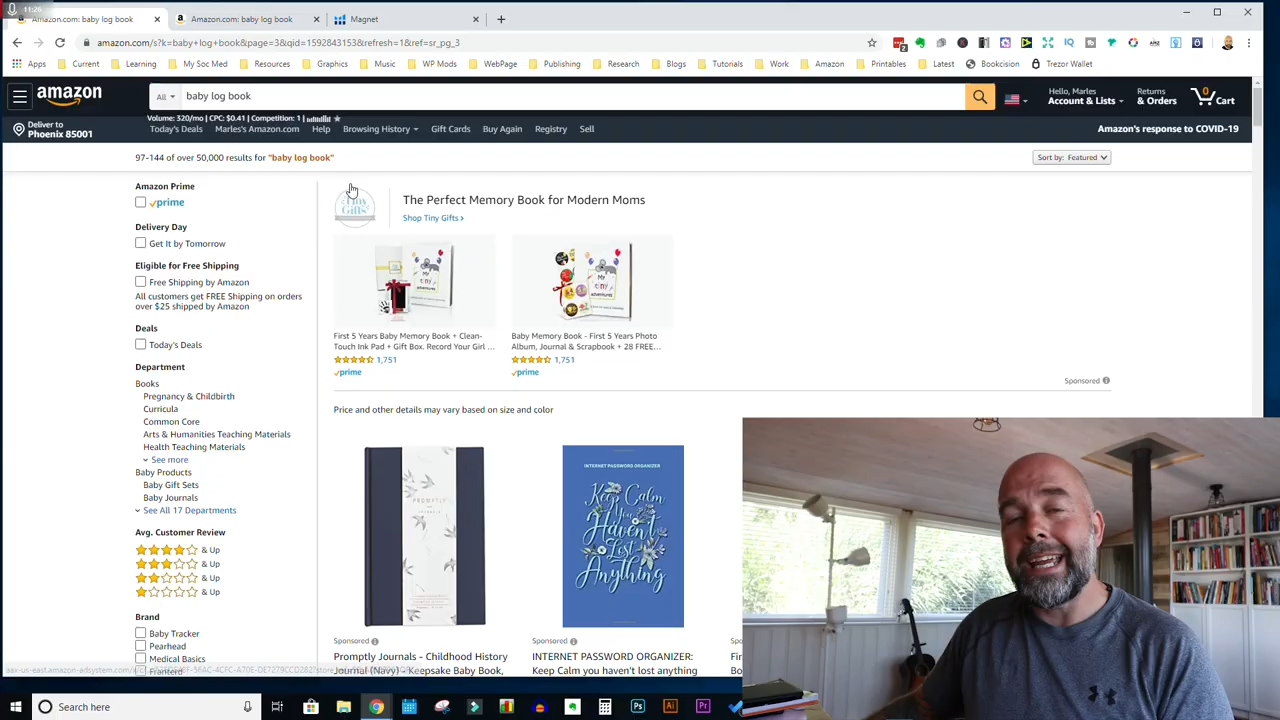 11:26
Amazon.com: baby log book
Amazon.com: baby log book
Magnet
amazon.com/s?k=baby+log+book&page=3&qid=1592843153&refresh=1&ref=sr_pg_3
Apps
Current
Learning
My Soc Med
Resources
Graphics
Music
WP Mods
WebPage
Publishing
Research
Blogs
Tutorials
Work
Amazon
Printables
Latest
Bookcision
Trezor Wallet
amazon
All
baby log book
Hello, Marles
Account & Lists
Returns
& Orders
0
Cart
Volume: 320/mo | CPC: $0.41 | Competition: 1
Deliver to
Phoenix 85001
Today's Deals
Marles's Amazon.com
Help
Browsing History
Gift Cards
Buy Again
Registry
Sell
Amazon's response to COVID-19
97-144 of over 50,000 results for "baby log book"
Sort by: Featured
Amazon Prime
prime
Delivery Day
Get It by Tomorrow
Eligible for Free Shipping
Free Shipping by Amazon
All customers get FREE Shipping on orders
over $25 shipped by Amazon
Deals
Today's Deals
Department
Books
Pregnancy & Childbirth
Curricula
Common Core
Arts & Humanities Teaching Materials
Health Teaching Materials
See more
Baby Products
Baby Gift Sets
Baby Journals
See All 17 Departments
Avg. Customer Review
& Up
& Up
& Up
& Up
Brand
Baby Tracker
Pearhead
Medical Basics
Tiny
Gifts
The Perfect Memory Book for Modern Moms
Shop Tiny Gifts ›
First 5 Years Baby Memory Book + Clean-
Touch Ink Pad + Gift Box. Record Your Girl ...
1,751
prime
Baby Memory Book - First 5 Years Photo
Album, Journal & Scrapbook + 28 FREE...
1,751
prime
Sponsored
Price and other details may vary based on size and color
PROMPTLY
INTERNET PASSWORD ORGANIZER
Keep Calm
You
Haven't
Lost
Anything
Sponsored
Promptly Journals - Childhood History
Journal (Navy) - Keepsake Baby Book,
Sponsored
INTERNET PASSWORD ORGANIZER:
Keep Calm you haven't lost anything
Search here